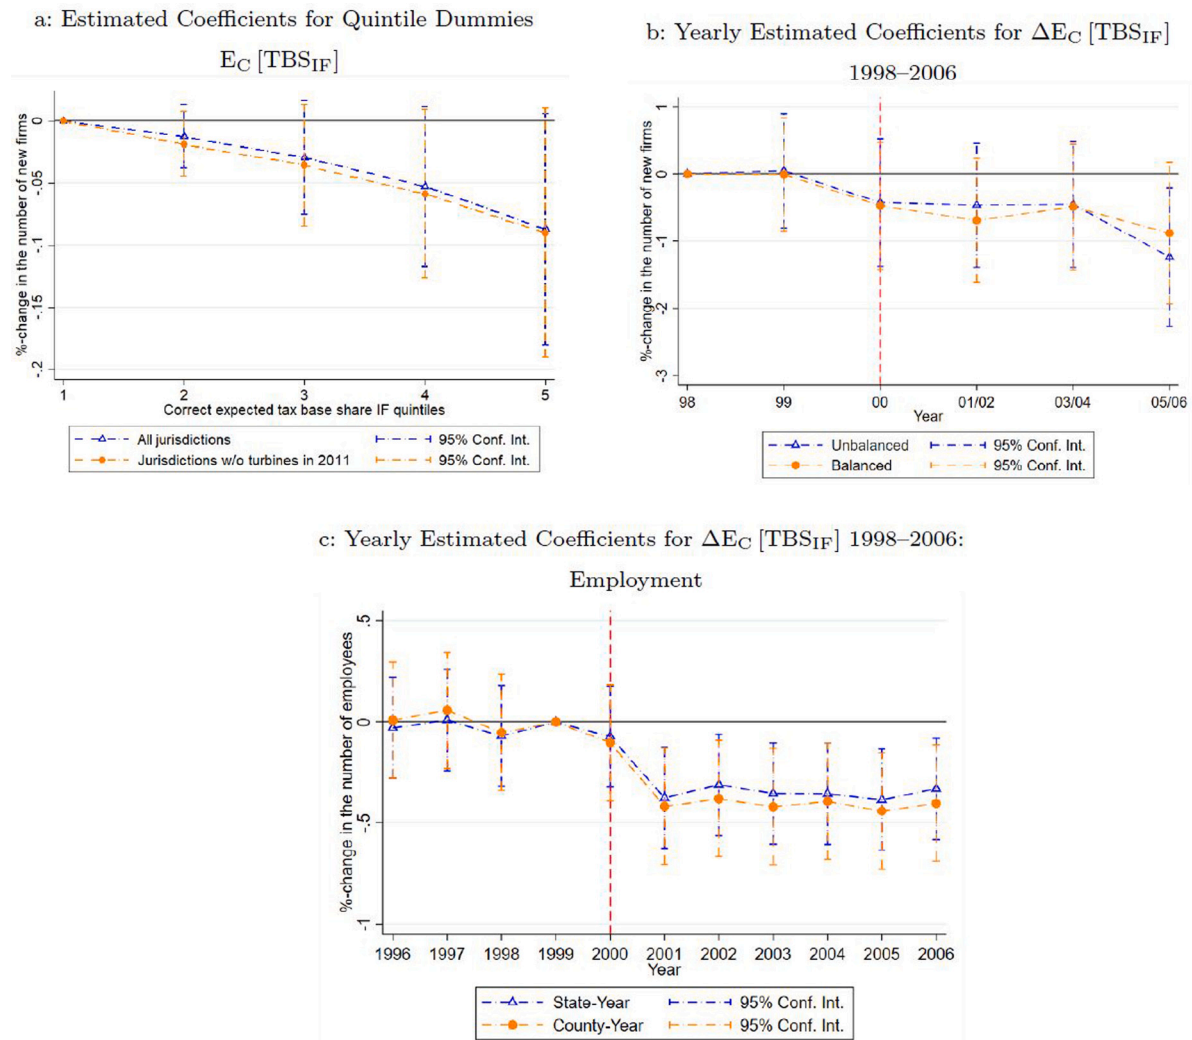 a: Estimated Coefficients for Quintile Dummies
E_C [TBS_IF]
%-change in the number of new firms
0
-.05
-.1
-.15
-.2
1 2 3 4 5
Correct expected tax base share IF quintiles
All jurisdictions 95% Conf. Int.
Jurisdictions w/o turbines in 2011 95% Conf. Int.
b: Yearly Estimated Coefficients for ΔE_C [TBS_IF]
1998–2006
%-change in the number of new firms
1
0
-1
-2
-3
98 99 00 01/02 03/04 05/06
Year
Unbalanced 95% Conf. Int.
Balanced 95% Conf. Int.
c: Yearly Estimated Coefficients for ΔE_C [TBS_IF] 1998–2006:
Employment
%-change in the number of employees
.5
0
-.5
-1
1996 1997 1998 1999 2000 2001 2002 2003 2004 2005 2006
Year
State-Year 95% Conf. Int.
County-Year 95% Conf. Int.